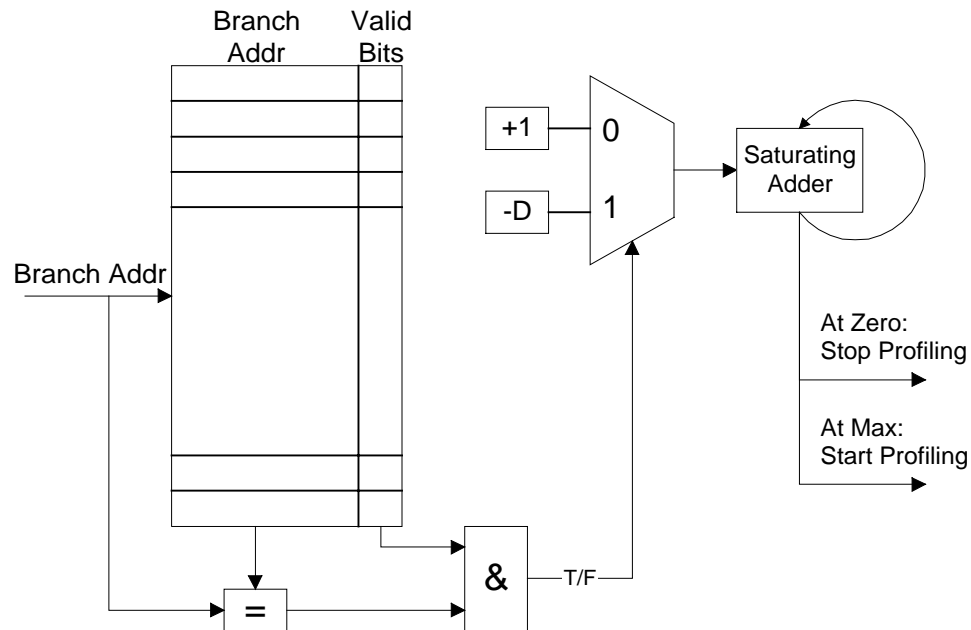 Branch
Addr
Valid
Bits
+1
0
-D
1
Saturating
Adder
Branch Addr
At Zero:
Stop Profiling
At Max:
Start Profiling
&
T/F
=